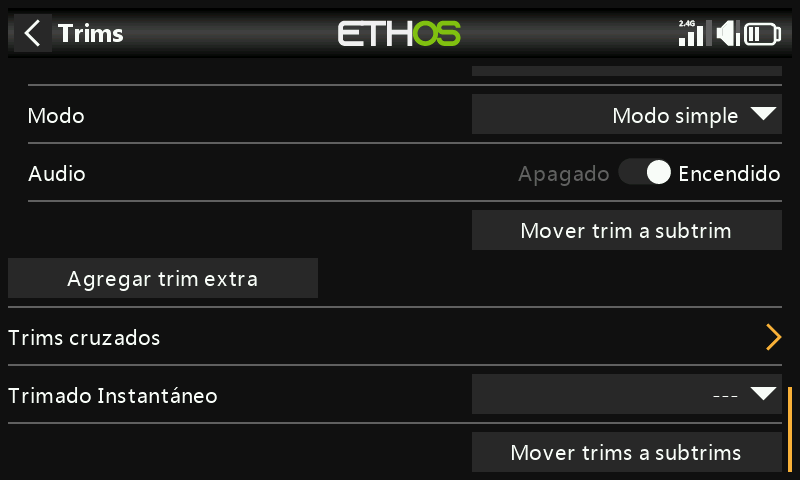 Trims
ETHOS
2.4G
Modo
Modo simple
Audio
Apagado
Encendido
Mover trim a subtrim
Agregar trim extra
Trims cruzados
Trimado Instantáneo
---
Mover trims a subtrims